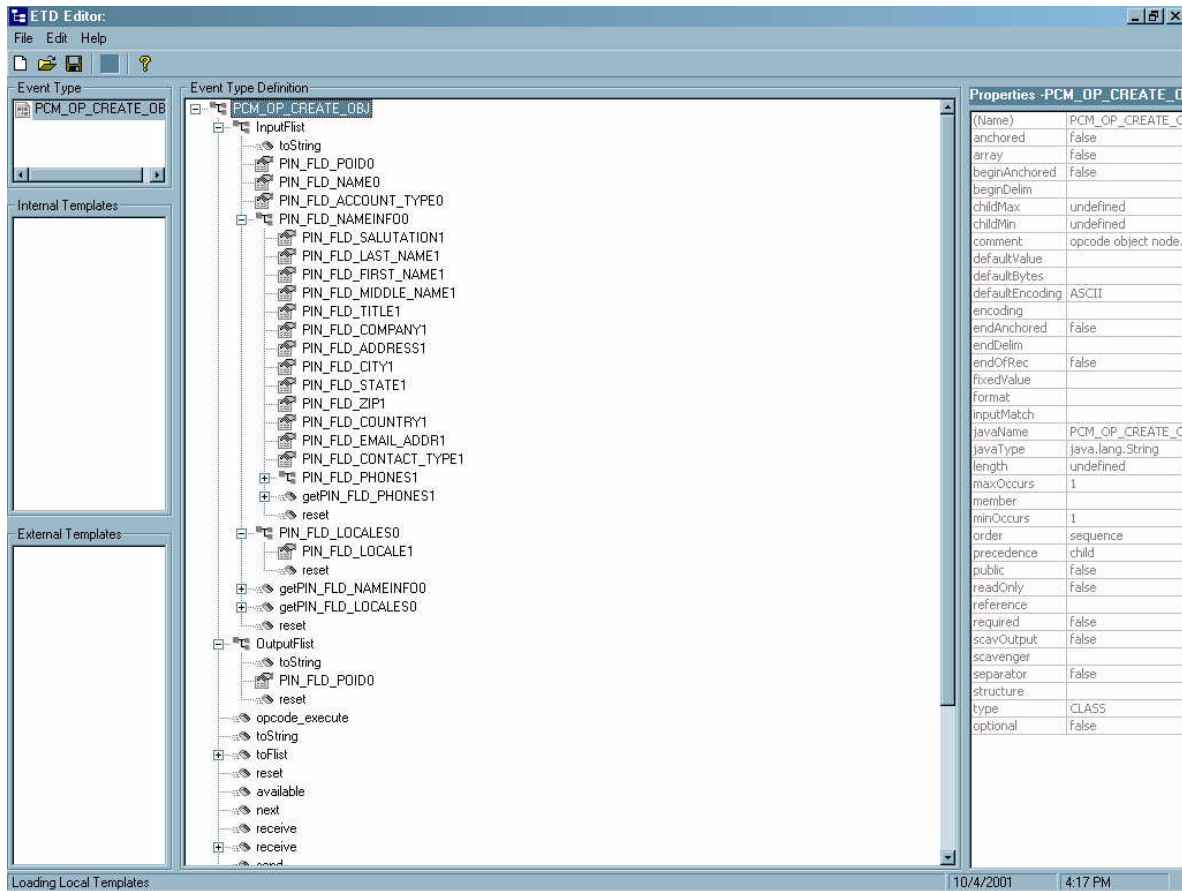 ETD Editor:
File Edit Help
Event Type
PCM_OP_CREATE_OB
Internal Templates
External Templates
Event Type Definition
PCM_OP_CREATE_OBJ
InputFlist
toString
PIN_FLD_POID0
PIN_FLD_NAME0
PIN_FLD_ACCOUNT_TYPE0
PIN_FLD_NAMEINFO0
PIN_FLD_SALUTATION1
PIN_FLD_LAST_NAME1
PIN_FLD_FIRST_NAME1
PIN_FLD_MIDDLE_NAME1
PIN_FLD_TITLE1
PIN_FLD_COMPANY1
PIN_FLD_ADDRESS1
PIN_FLD_CITY1
PIN_FLD_STATE1
PIN_FLD_ZIP1
PIN_FLD_COUNTRY1
PIN_FLD_EMAIL_ADDR1
PIN_FLD_CONTACT_TYPE1
PIN_FLD_PHONES1
getPIN_FLD_PHONES1
reset
PIN_FLD_LOCALES0
PIN_FLD_LOCALE1
reset
getPIN_FLD_NAMEINFO0
getPIN_FLD_LOCALES0
reset
OutputFlist
toString
PIN_FLD_POID0
reset
opcode_execute
toString
toFlist
reset
available
next
receive
receive
send
Properties -PCM_OP_CREATE_O
(Name) PCM_OP_CREATE_O
anchored false
array false
beginAnchored false
beginDelim
childMax undefined
childMin undefined
comment opcode object node.
defaultValue
defaultBytes
defaultEncoding ASCII
encoding
endAnchored false
endDelim
endOfRec false
fixedValue
format
inputMatch
javaName PCM_OP_CREATE_O
javaType java.lang.String
length undefined
maxOccurs 1
member
minOccurs 1
order sequence
precedence child
public false
readOnly false
reference
required false
scavOutput false
scavenger
separator false
structure
type CLASS
optional false
Loading Local Templates 10/4/2001 4:17 PM